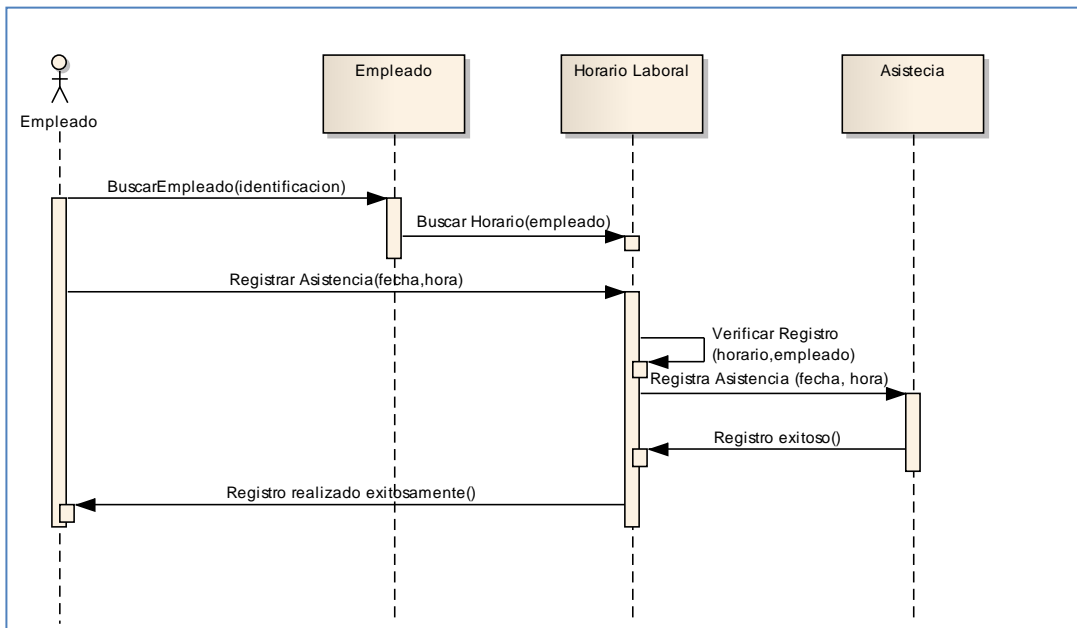 Empleado
Empleado
Horario Laboral
Asistecia
BuscarEmpleado(identificacion)
Buscar Horario(empleado)
Registrar Asistencia(fecha,hora)
Verificar Registro
(horario,empleado)
Registra Asistencia (fecha, hora)
Registro exitoso()
Registro realizado exitosamente()